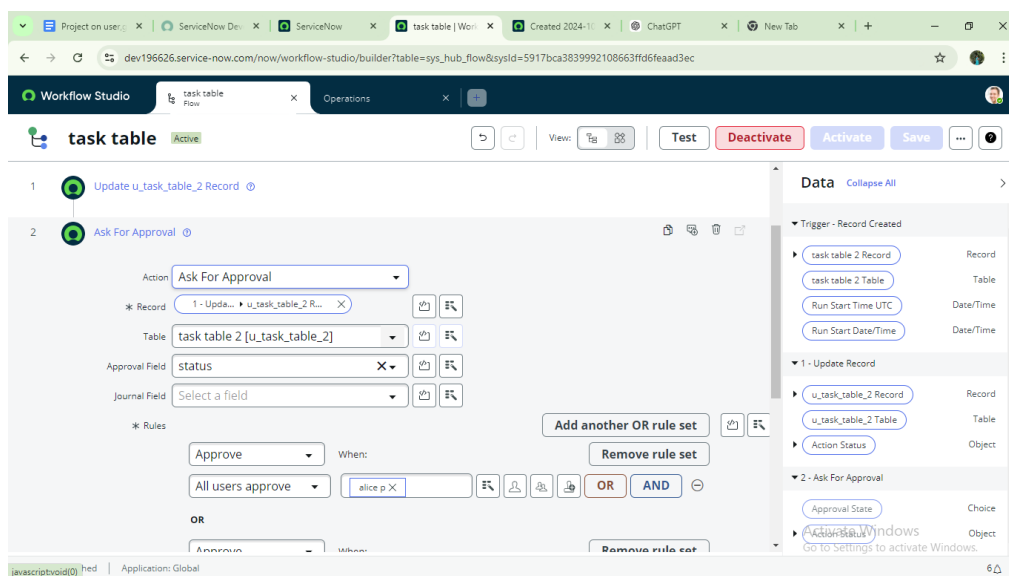 Project on user,g
ServiceNow Dev
ServiceNow
task table | Work
Created 2024-10
ChatGPT
New Tab
dev196626.service-now.com/now/workflow-studio/builder?table=sys_hub_flow&sysId=5917bca3839992108663ffd6feaad3ec
Workflow Studio
task table
Flow
Operations
task table Active
View:
Test
Deactivate
Activate
Save
1 Update u_task_table_2 Record
2 Ask For Approval
Action Ask For Approval
* Record 1 - Upda... ▸ u_task_table_2 R...
Table task table 2 [u_task_table_2]
Approval Field status
Journal Field Select a field
* Rules
Add another OR rule set
Approve When: Remove rule set
All users approve alice p OR AND
OR
Approve When: Remove rule set
Data Collapse All
Trigger - Record Created
task table 2 Record Record
task table 2 Table Table
Run Start Time UTC Date/Time
Run Start Date/Time Date/Time
1 - Update Record
u_task_table_2 Record Record
u_task_table_2 Table Table
Action Status Object
2 - Ask For Approval
Approval State Choice
Action Status Object
Activate Windows
Go to Settings to activate Windows.
javascript:void(0) hed Application: Global 6